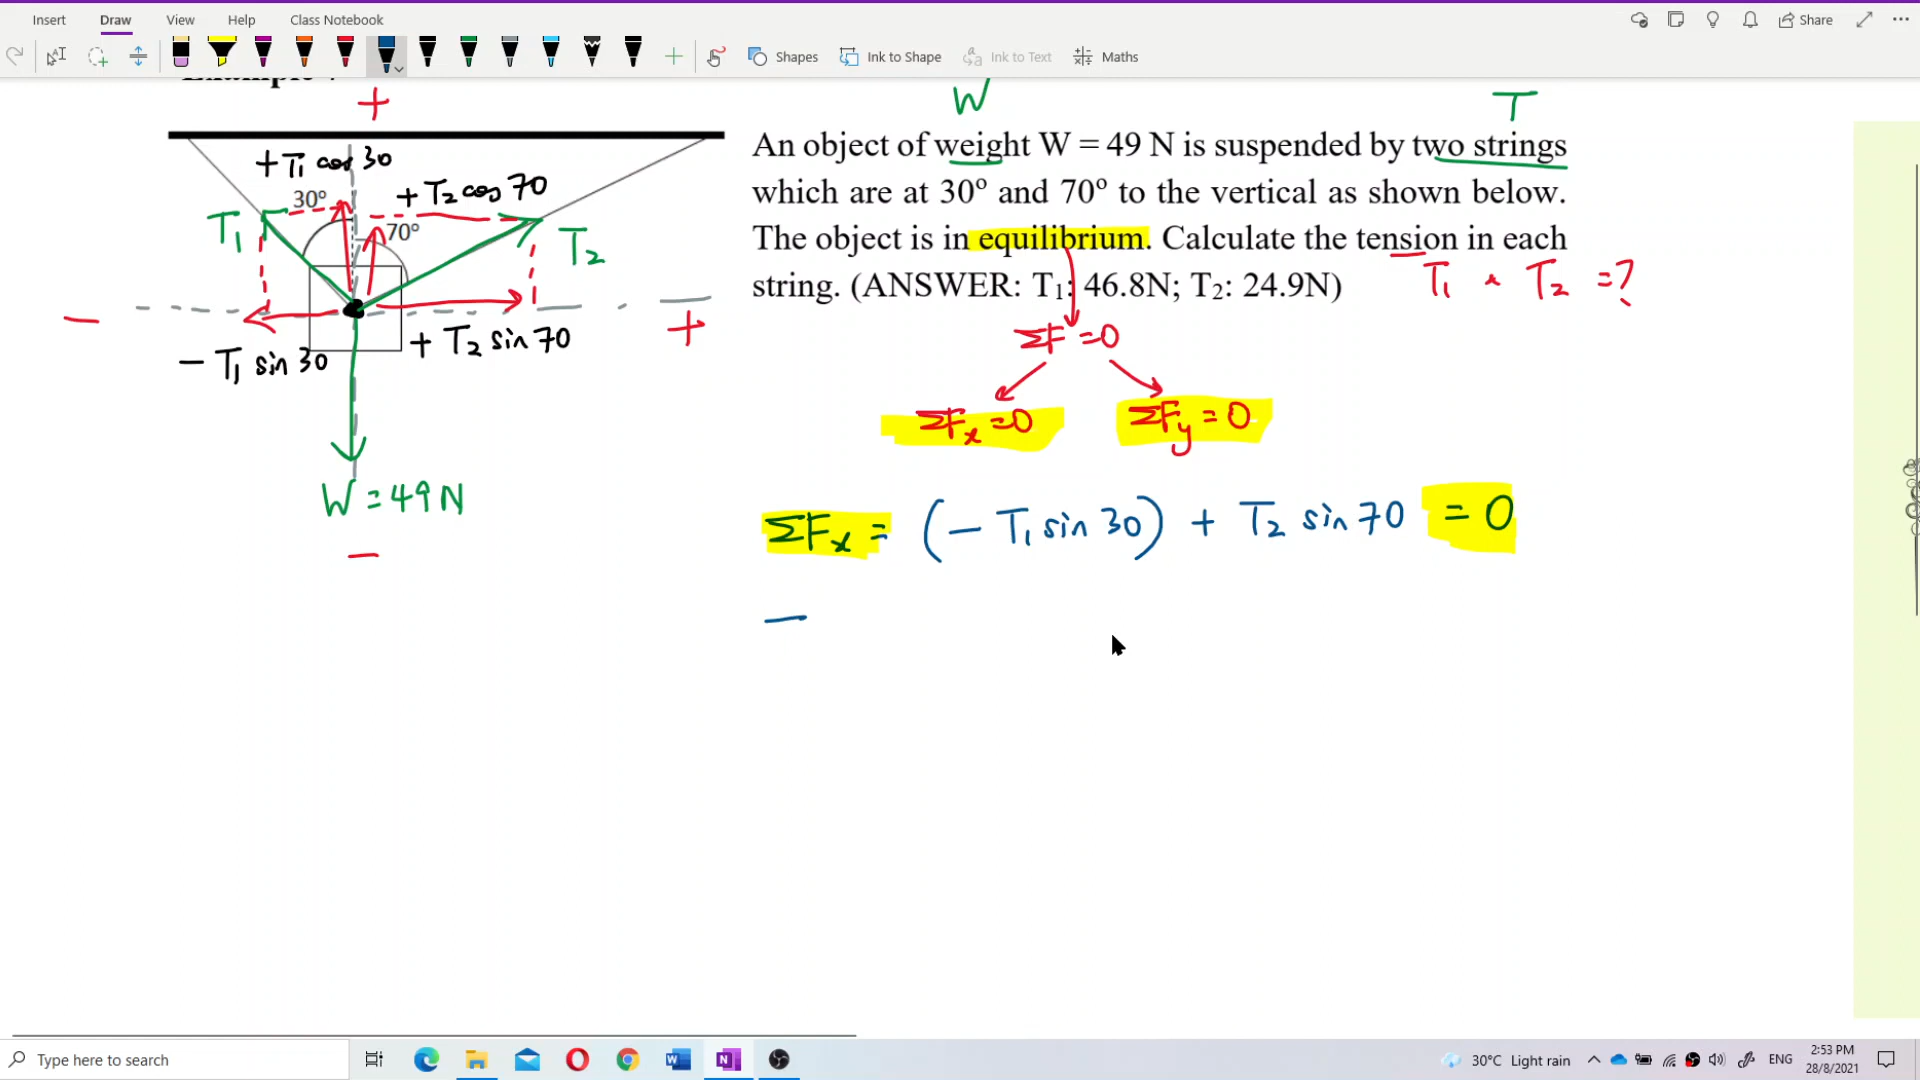 Insert Draw View Help Class Notebook Share
Shapes Ink to Shape Ink to Text Maths
+
W
T
An object of weight W = 49 N is suspended by two strings
which are at 30º and 70º to the vertical as shown below.
The object is in equilibrium. Calculate the tension in each
string. (ANSWER: T₁: 46.8N; T₂: 24.9N)
T₁ & T₂ = ?
+T₁ cos 30
+ T₂ cos 70
30º
70º
T₁
T₂
−
+
− T₁ sin 30
+ T₂ sin 70
W = 49 N
−
ΣF = 0
ΣFₓ = 0
ΣFy = 0
ΣFₓ = (− T₁ sin 30) + T₂ sin 70 = 0
−
Type here to search
30°C Light rain
ENG
2:53 PM
28/8/2021